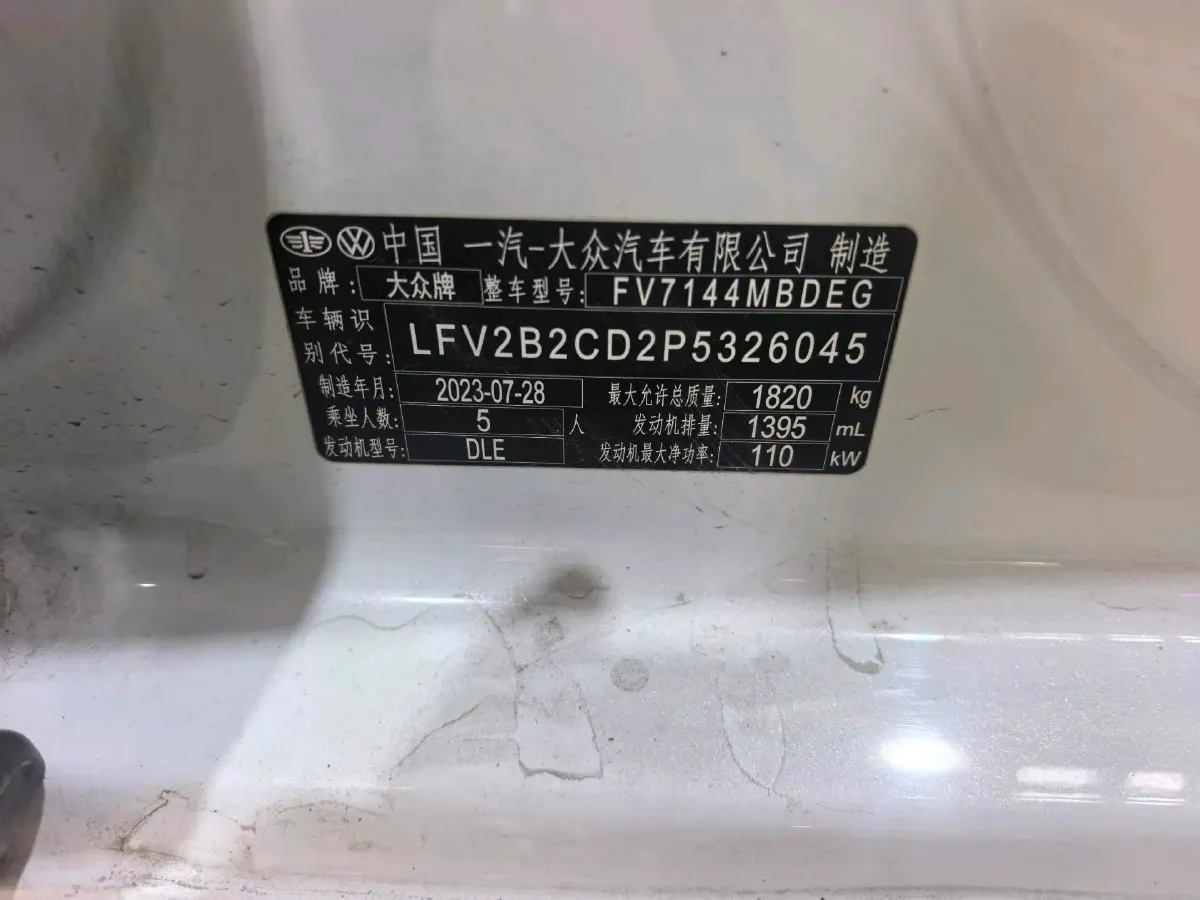 中国 一汽-大众汽车有限公司 制造
品牌: 大众牌 整车型号: FV7144MBDEG
车辆识别代号: LFV2B2CD2P5326045
制造年月: 2023-07-28 最大允许总质量: 1820 kg
乘坐人数: 5 人 发动机排量: 1395 mL
发动机型号: DLE 发动机最大净功率: 110 kW